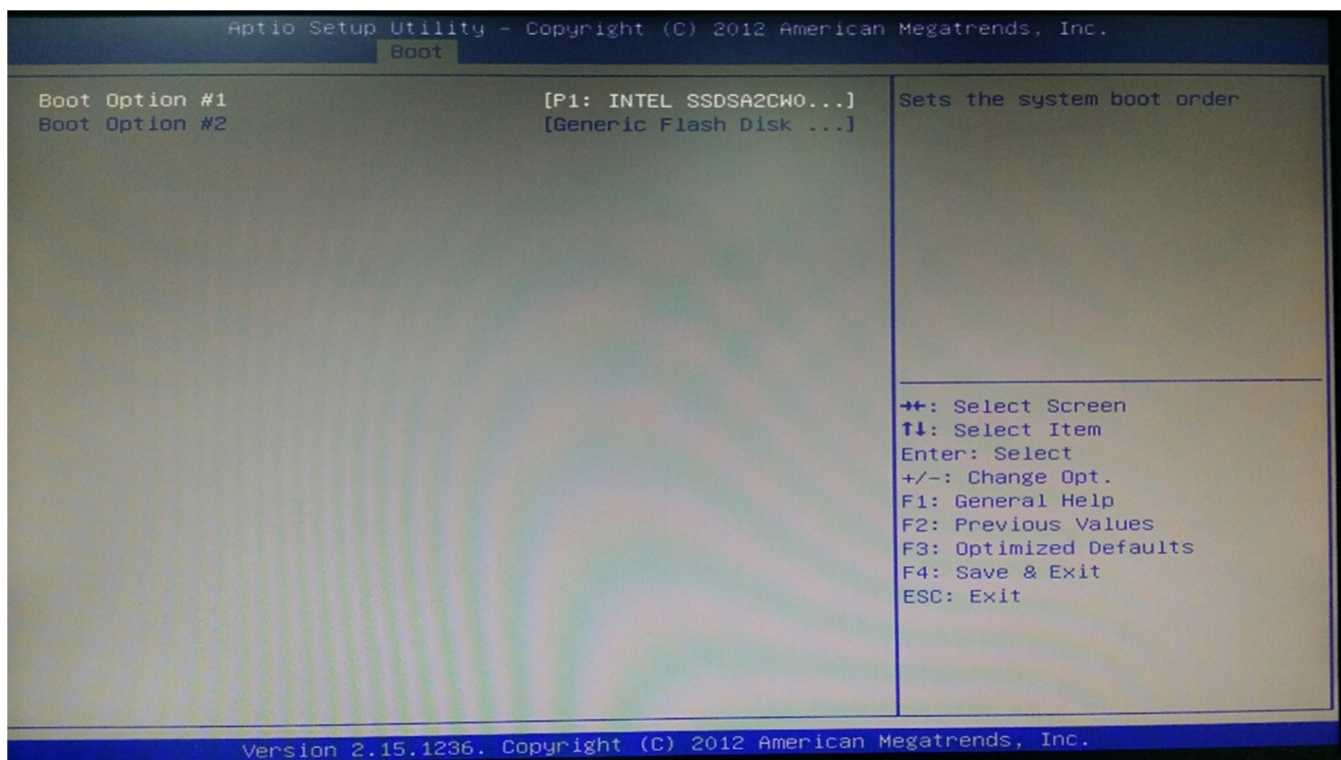 Aptio Setup Utility – Copyright (C) 2012 American Megatrends, Inc.
Boot
Boot Option #1 [P1: INTEL SSDSA2CW0...]
Boot Option #2 [Generic Flash Disk ...]
Sets the system boot order
→←: Select Screen
↑↓: Select Item
Enter: Select
+/-: Change Opt.
F1: General Help
F2: Previous Values
F3: Optimized Defaults
F4: Save & Exit
ESC: Exit
Version 2.15.1236. Copyright (C) 2012 American Megatrends, Inc.